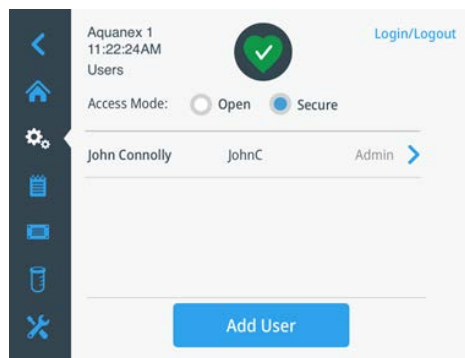 Aquanex 1
11:22:24AM
Users
Login/Logout
Access Mode: Open Secure
John Connolly JohnC Admin
Add User